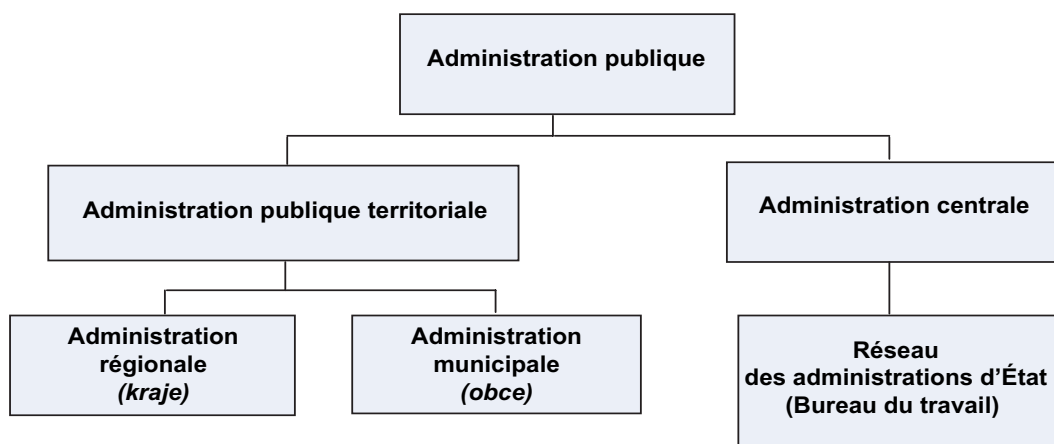 Administration publique
Administration publique territoriale
Administration centrale
Administration
régionale
(kraje)
Administration
municipale
(obce)
Réseau
des administrations d’État
(Bureau du travail)